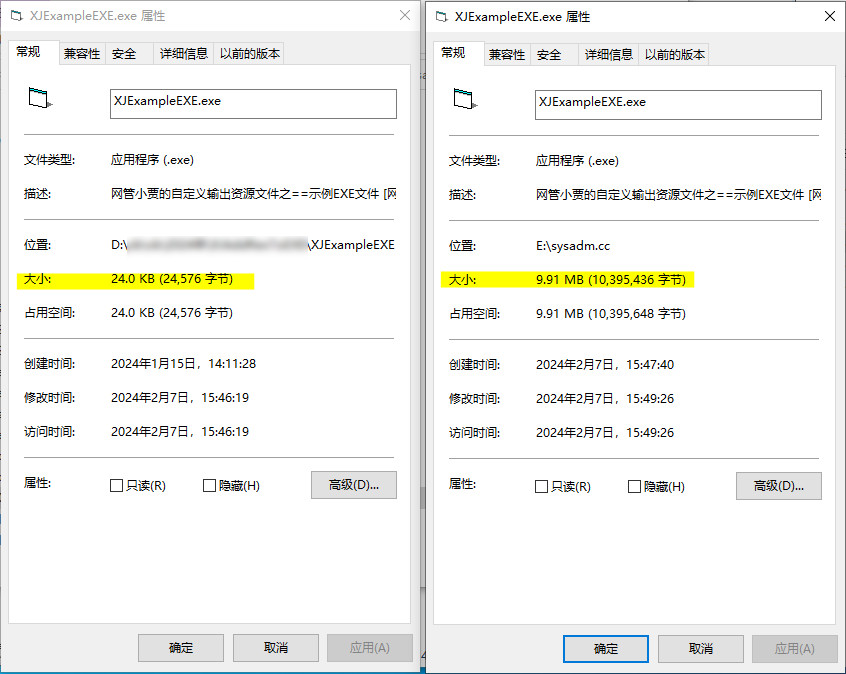 XJExampleEXE.exe 属性
常规 兼容性 安全 详细信息 以前的版本
XJExampleEXE.exe
文件类型: 应用程序 (.exe)
描述: 网管小贾的自定义输出资源文件之==示例EXE文件 [网
位置: D:\ \XJExampleEXE
大小: 24.0 KB (24,576 字节)
占用空间: 24.0 KB (24,576 字节)
创建时间: 2024年1月15日，14:11:28
修改时间: 2024年2月7日，15:46:19
访问时间: 2024年2月7日，15:46:19
属性: 只读(R) 隐藏(H) 高级(D)...
确定 取消 应用(A)
XJExampleEXE.exe 属性
常规 兼容性 安全 详细信息 以前的版本
XJExampleEXE.exe
文件类型: 应用程序 (.exe)
描述: 网管小贾的自定义输出资源文件之==示例EXE文件 [网
位置: E:\sysadm.cc
大小: 9.91 MB (10,395,436 字节)
占用空间: 9.91 MB (10,395,648 字节)
创建时间: 2024年2月7日，15:47:40
修改时间: 2024年2月7日，15:49:26
访问时间: 2024年2月7日，15:49:26
属性: 只读(R) 隐藏(H) 高级(D)...
确定 取消 应用(A)